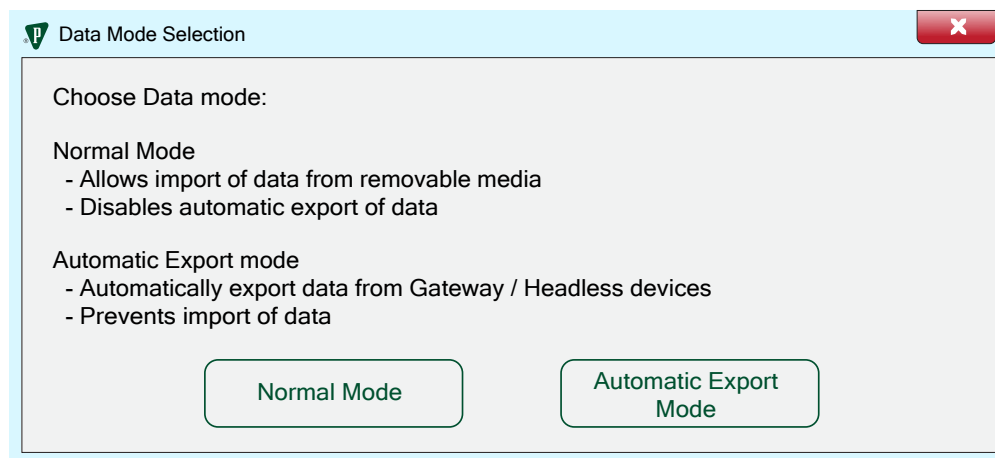 P Data Mode Selection X
Choose Data mode:
Normal Mode
- Allows import of data from removable media
- Disables automatic export of data
Automatic Export mode
- Automatically export data from Gateway / Headless devices
- Prevents import of data
Normal Mode
Automatic Export
Mode